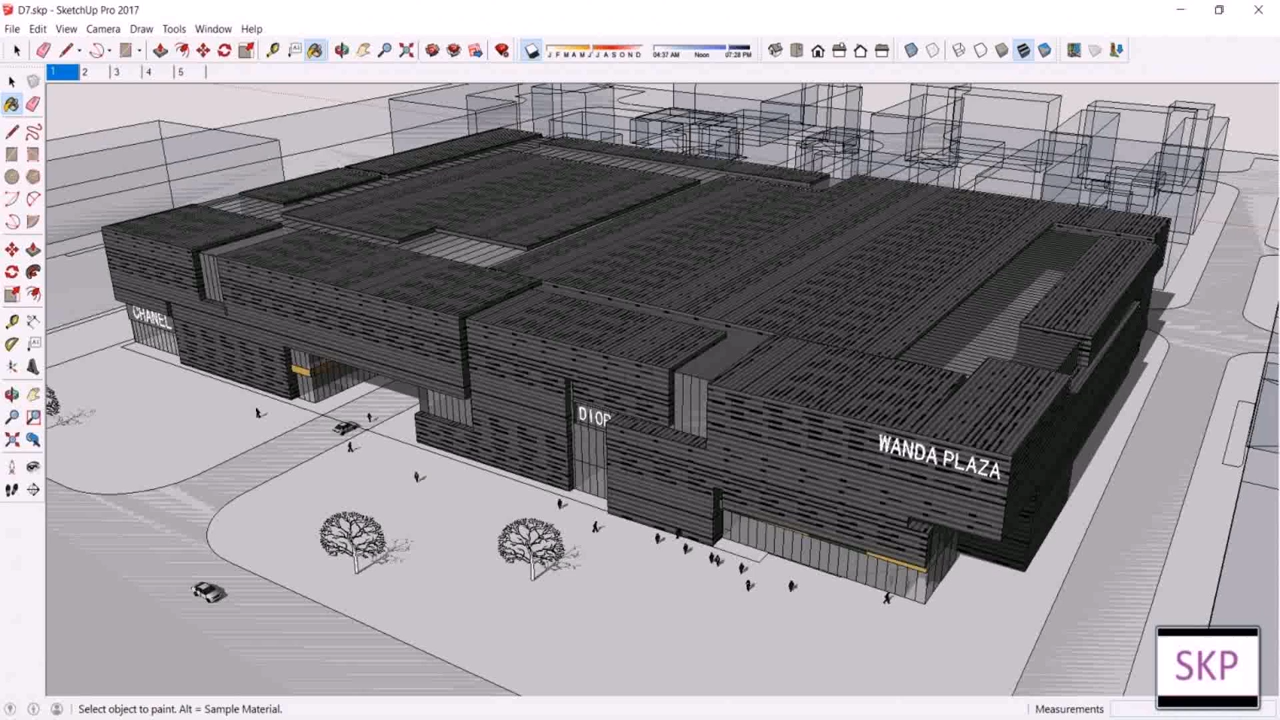 D7.skp - SketchUp Pro 2017
File Edit View Camera Draw Tools Window Help
J F M A M J J A S O N D 04:37 AM Noon 07:28 PM
1 2 3 4 5
CHANEL
DIOR
WANDA PLAZA
SKP
Select object to paint. Alt = Sample Material.
Measurements